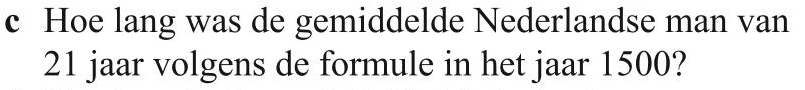 c Hoe lang was de gemiddelde Nederlandse man van
21 jaar volgens de formule in het jaar 1500?